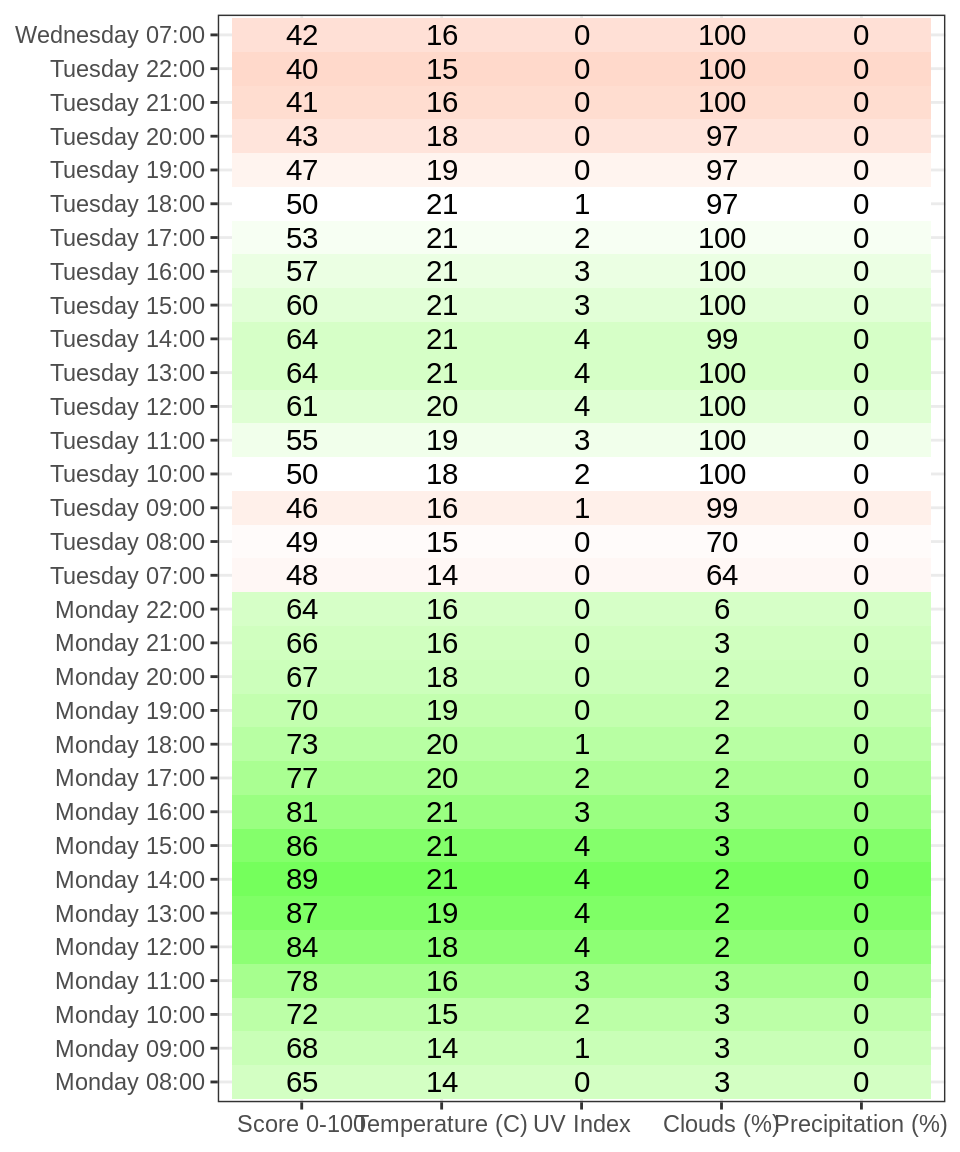 Wednesday 07:00 42 16 0 100 0
Tuesday 22:00 40 15 0 100 0
Tuesday 21:00 41 16 0 100 0
Tuesday 20:00 43 18 0 97 0
Tuesday 19:00 47 19 0 97 0
Tuesday 18:00 50 21 1 97 0
Tuesday 17:00 53 21 2 100 0
Tuesday 16:00 57 21 3 100 0
Tuesday 15:00 60 21 3 100 0
Tuesday 14:00 64 21 4 99 0
Tuesday 13:00 64 21 4 100 0
Tuesday 12:00 61 20 4 100 0
Tuesday 11:00 55 19 3 100 0
Tuesday 10:00 50 18 2 100 0
Tuesday 09:00 46 16 1 99 0
Tuesday 08:00 49 15 0 70 0
Tuesday 07:00 48 14 0 64 0
Monday 22:00 64 16 0 6 0
Monday 21:00 66 16 0 3 0
Monday 20:00 67 18 0 2 0
Monday 19:00 70 19 0 2 0
Monday 18:00 73 20 1 2 0
Monday 17:00 77 20 2 2 0
Monday 16:00 81 21 3 3 0
Monday 15:00 86 21 4 3 0
Monday 14:00 89 21 4 2 0
Monday 13:00 87 19 4 2 0
Monday 12:00 84 18 4 2 0
Monday 11:00 78 16 3 3 0
Monday 10:00 72 15 2 3 0
Monday 09:00 68 14 1 3 0
Monday 08:00 65 14 0 3 0
Score 0-100 Temperature (C) UV Index Clouds (%) Precipitation (%)